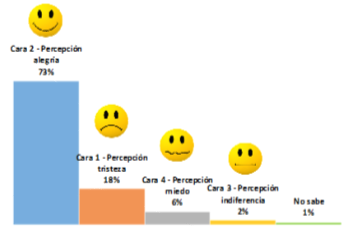 Cara 2 - Percepción
alegría
73%
Cara 1 - Percepción
tristeza
18%
Cara 4 - Percepción
miedo
6%
Cara 3 - Percepción
indiferencia
2%
No sabe
1%